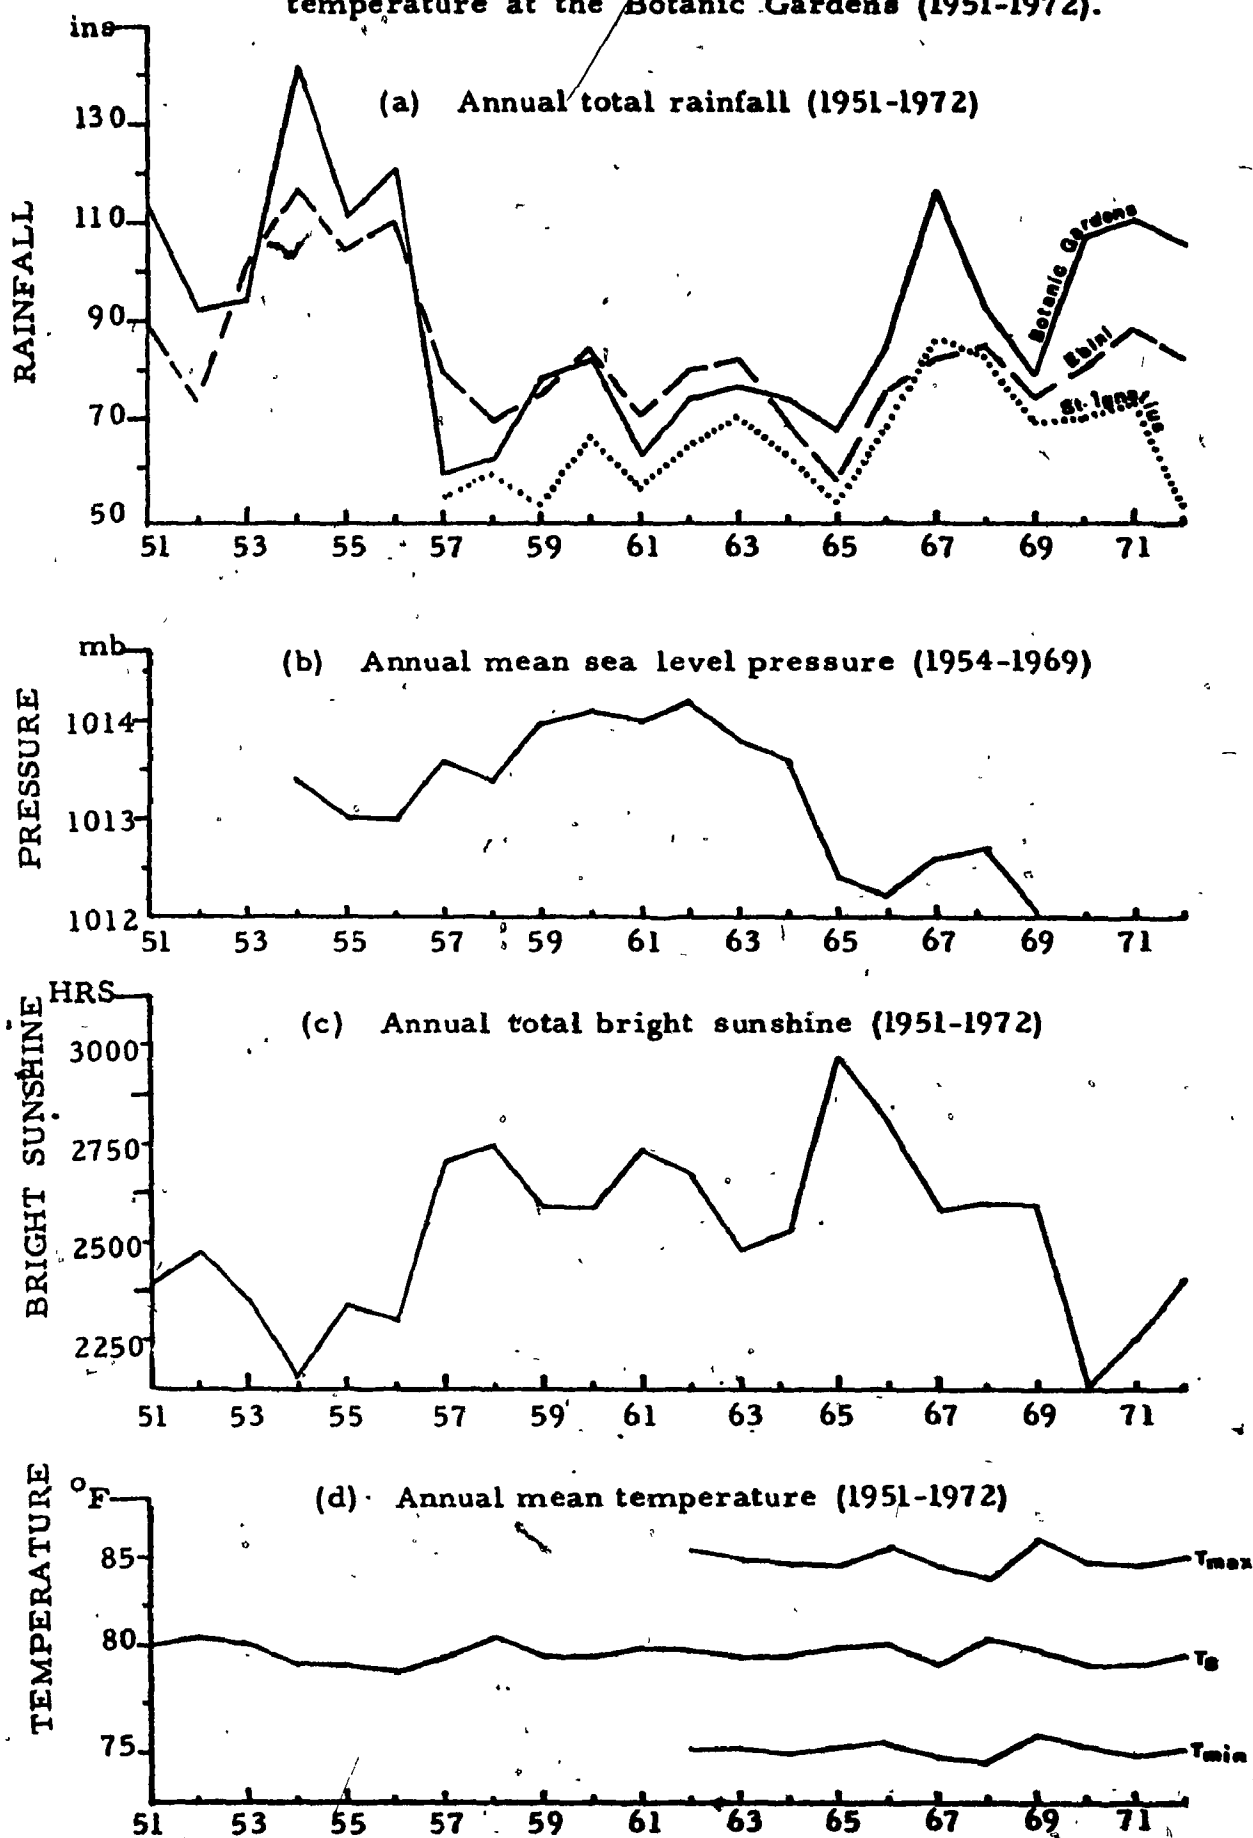 temperature at the Botanic Gardens (1951-1972).
ins
(a) Annual total rainfall (1951-1972)
130
110
90
70
50
RAINFALL
Botanic Gardens
Ebini
St. Ignatius
51 53 55 57 59 61 63 65 67 69 71
mb
(b) Annual mean sea level pressure (1954-1969)
1014
1013
1012
PRESSURE
51 53 55 57 59 61 63 65 67 69 71
HRS
(c) Annual total bright sunshine (1951-1972)
3000
2750
2500
2250
BRIGHT SUNSHINE
51 53 55 57 59 61 63 65 67 69 71
°F
(d) Annual mean temperature (1951-1972)
85
80
75
TEMPERATURE
Tmax
Ts
Tmin
51 53 55 57 59 61 63 65 67 69 71